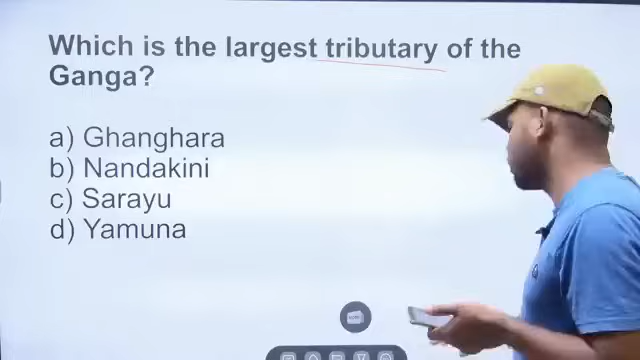 Which is the largest tributary of the
Ganga?
a) Ghanghara
b) Nandakini
c) Sarayu
d) Yamuna